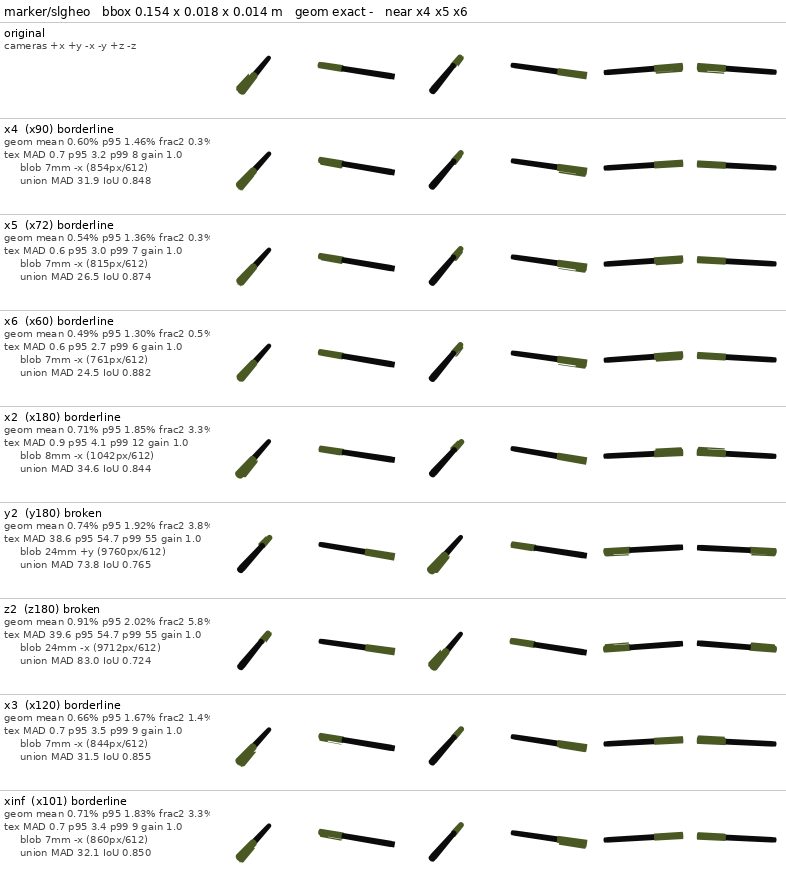 marker/slgheo   bbox 0.154 x 0.018 x 0.014 m   geom exact -   near x4 x5 x6
original
cameras +x +y -x -y +z -z
x4  (x90) borderline
geom mean 0.60% p95 1.46% frac2 0.3%
tex MAD 0.7 p95 3.2 p99 8 gain 1.0
blob 7mm -x (854px/612)
union MAD 31.9 IoU 0.848
x5  (x72) borderline
geom mean 0.54% p95 1.36% frac2 0.3%
tex MAD 0.6 p95 3.0 p99 7 gain 1.0
blob 7mm -x (815px/612)
union MAD 26.5 IoU 0.874
x6  (x60) borderline
geom mean 0.49% p95 1.30% frac2 0.5%
tex MAD 0.6 p95 2.7 p99 6 gain 1.0
blob 7mm -x (761px/612)
union MAD 24.5 IoU 0.882
x2  (x180) borderline
geom mean 0.71% p95 1.85% frac2 3.3%
tex MAD 0.9 p95 4.1 p99 12 gain 1.0
blob 8mm -x (1042px/612)
union MAD 34.6 IoU 0.844
y2  (y180) broken
geom mean 0.74% p95 1.92% frac2 3.8%
tex MAD 38.6 p95 54.7 p99 55 gain 1.0
blob 24mm +y (9760px/612)
union MAD 73.8 IoU 0.765
z2  (z180) broken
geom mean 0.91% p95 2.02% frac2 5.8%
tex MAD 39.6 p95 54.7 p99 55 gain 1.0
blob 24mm -x (9712px/612)
union MAD 83.0 IoU 0.724
x3  (x120) borderline
geom mean 0.66% p95 1.67% frac2 1.4%
tex MAD 0.7 p95 3.5 p99 9 gain 1.0
blob 7mm -x (844px/612)
union MAD 31.5 IoU 0.855
xinf  (x101) borderline
geom mean 0.71% p95 1.83% frac2 3.3%
tex MAD 0.7 p95 3.4 p99 9 gain 1.0
blob 7mm -x (860px/612)
union MAD 32.1 IoU 0.850